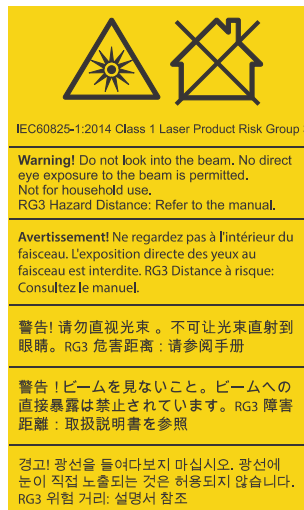 IEC60825-1:2014 Class 1 Laser Product Risk Group
Warning! Do not look into the beam. No direct
eye exposure to the beam is permitted.
Not for household use.
RG3 Hazard Distance: Refer to the manual.
Avertissement! Ne regardez pas à l'intérieur du
faisceau. L'exposition directe des yeux au
faisceau est interdite. RG3 Distance à risque:
Consultez le manuel.
警告! 请勿直视光束 。不可让光束直射到
眼睛。RG3 危害距离 : 请参阅手册
警告 ! ビームを見ないこと。ビームへの
直接暴露は禁止されています。RG3 障害
距離 : 取扱説明書を参照
경고! 광선을 들여다보지 마십시오. 광선에
눈이 직접 노출되는 것은 허용되지 않습니다.
RG3 위험 거리: 설명서 참조